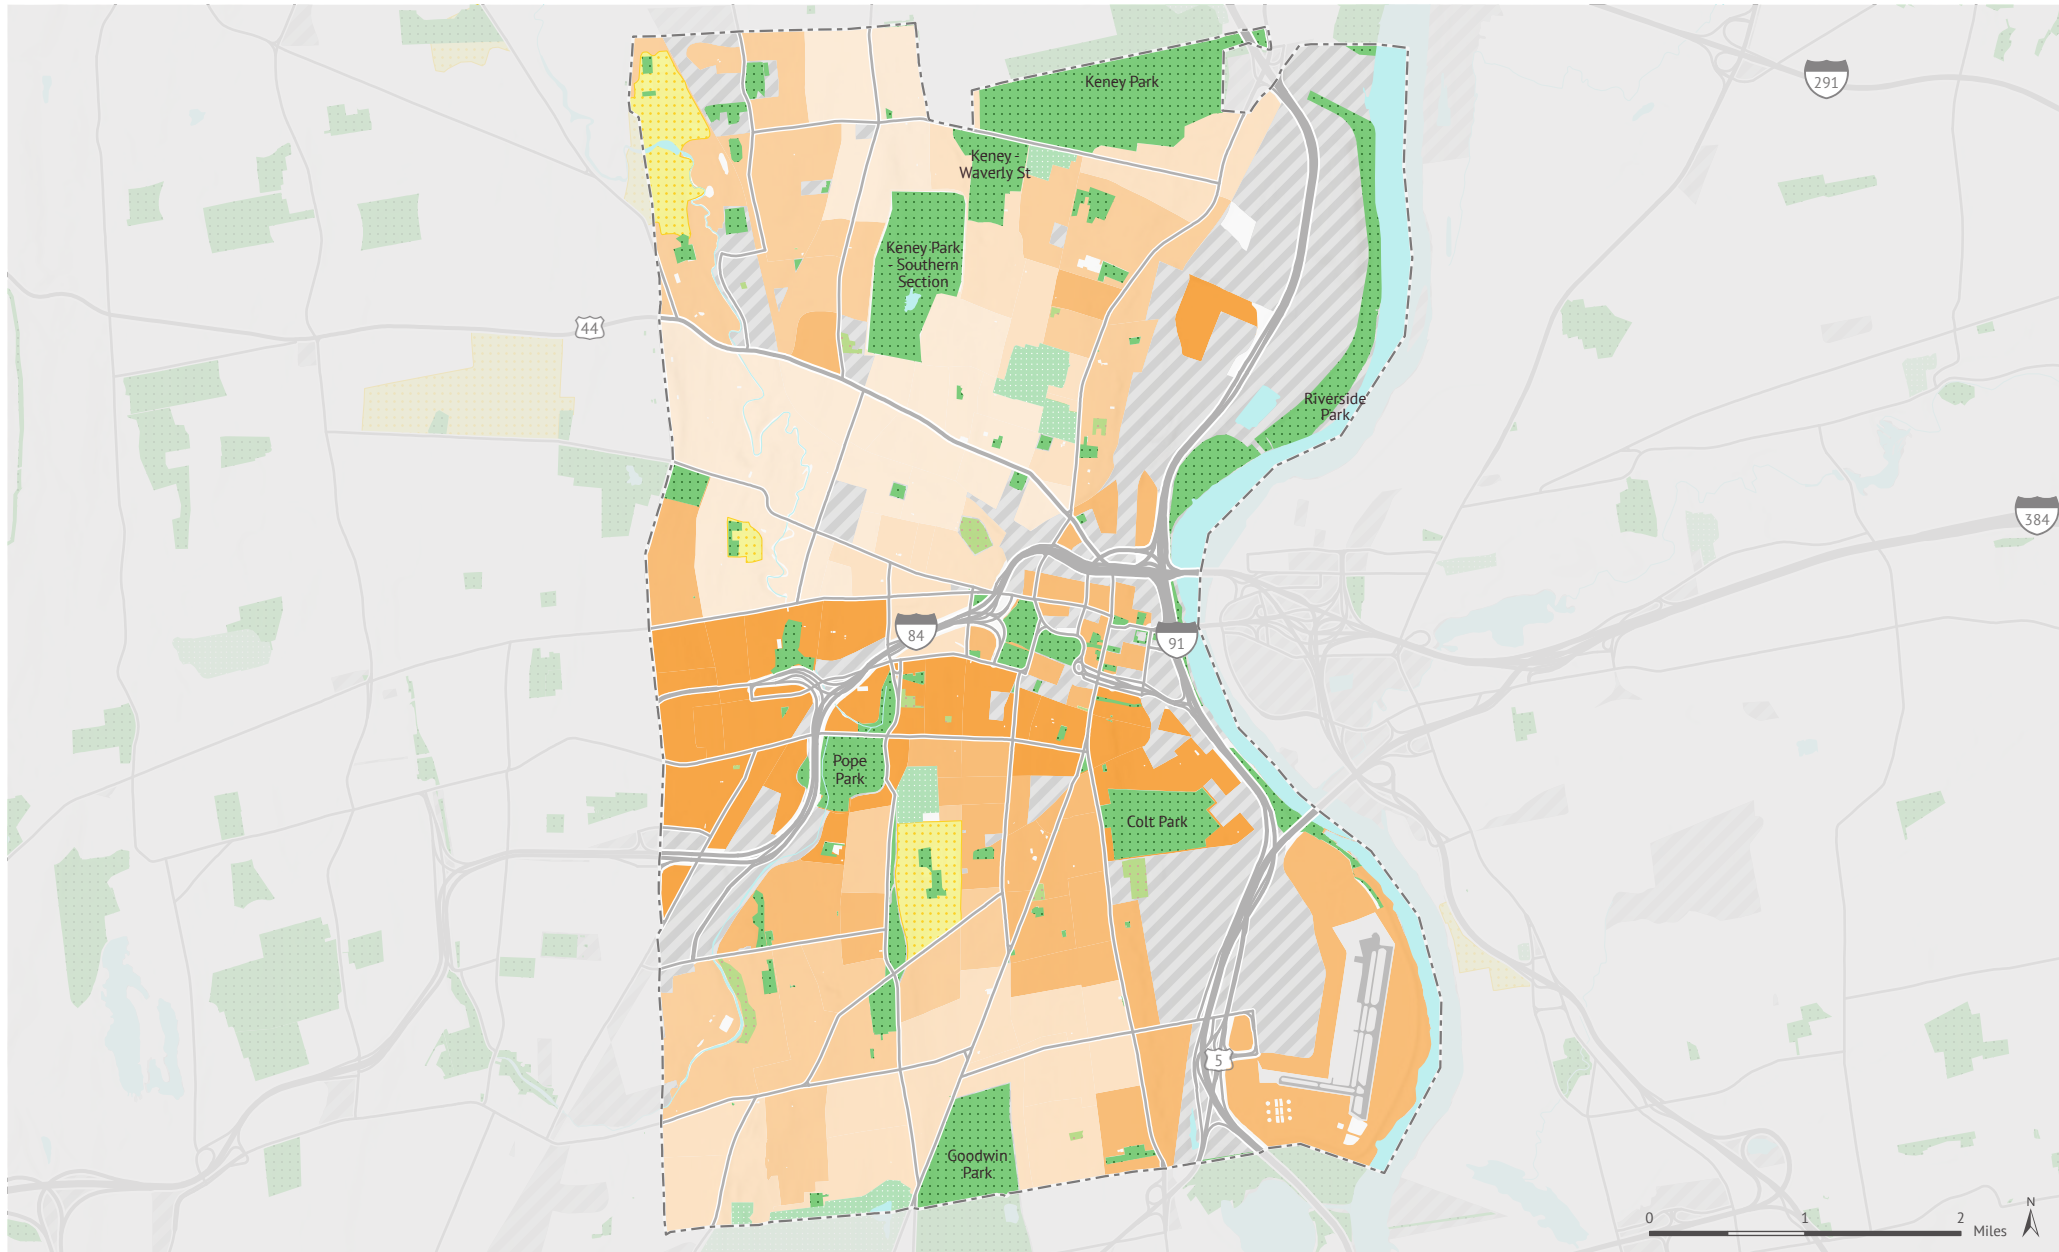 Keney Park
291
Keney -
Waverly St
Keney Park
- Southern
Section
44
Riverside
Park
384
84
91
Pope
Park
Colt Park
5
Goodwin
Park
N
0 1 2
Miles